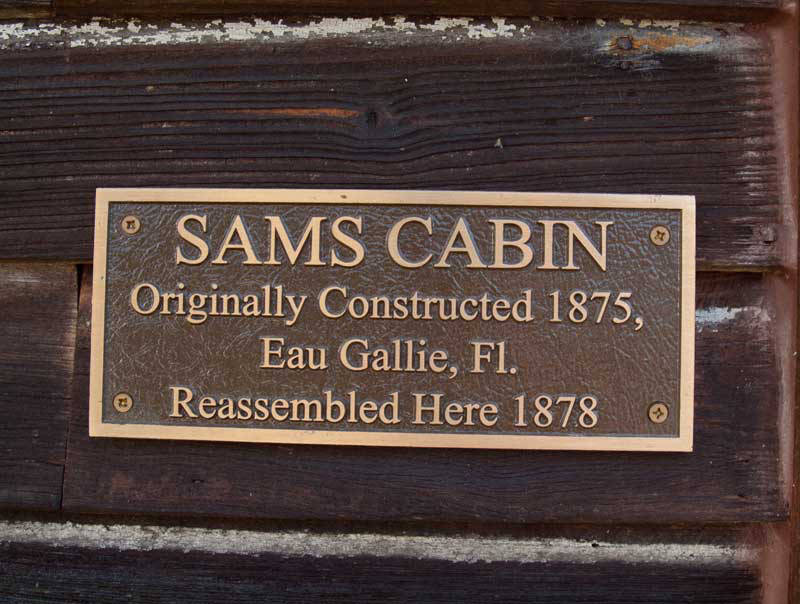 SAMS CABIN
Originally Constructed 1875,
Eau Gallie, Fl.
Reassembled Here 1878